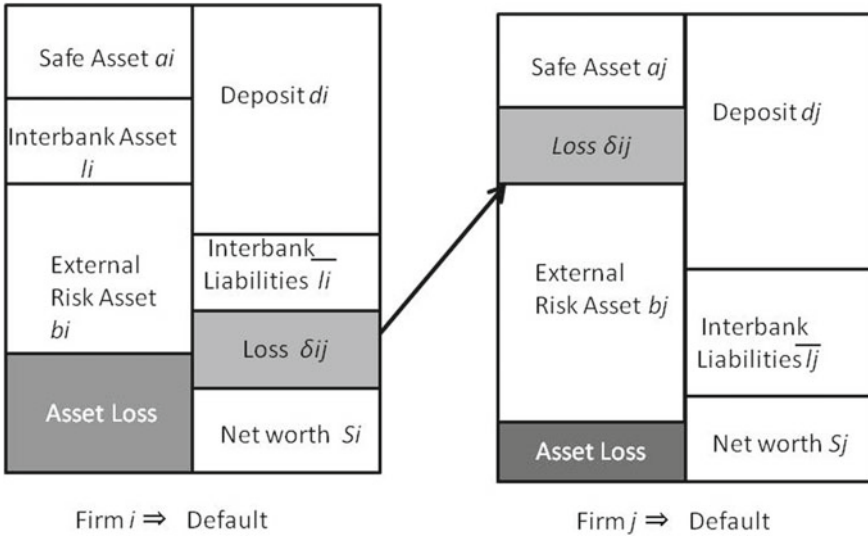 Safe Asset ai
Interbank Asset
li
External
Risk Asset
bi
Asset Loss
Deposit di
Interbank
Liabilities l̅i̅
Loss δij
Net worth Si
Firm i ⇒ Default
Safe Asset aj
Loss δij
External
Risk Asset bj
Asset Loss
Deposit dj
Interbank
Liabilities l̅j̅
Net worth Sj
Firm j ⇒ Default